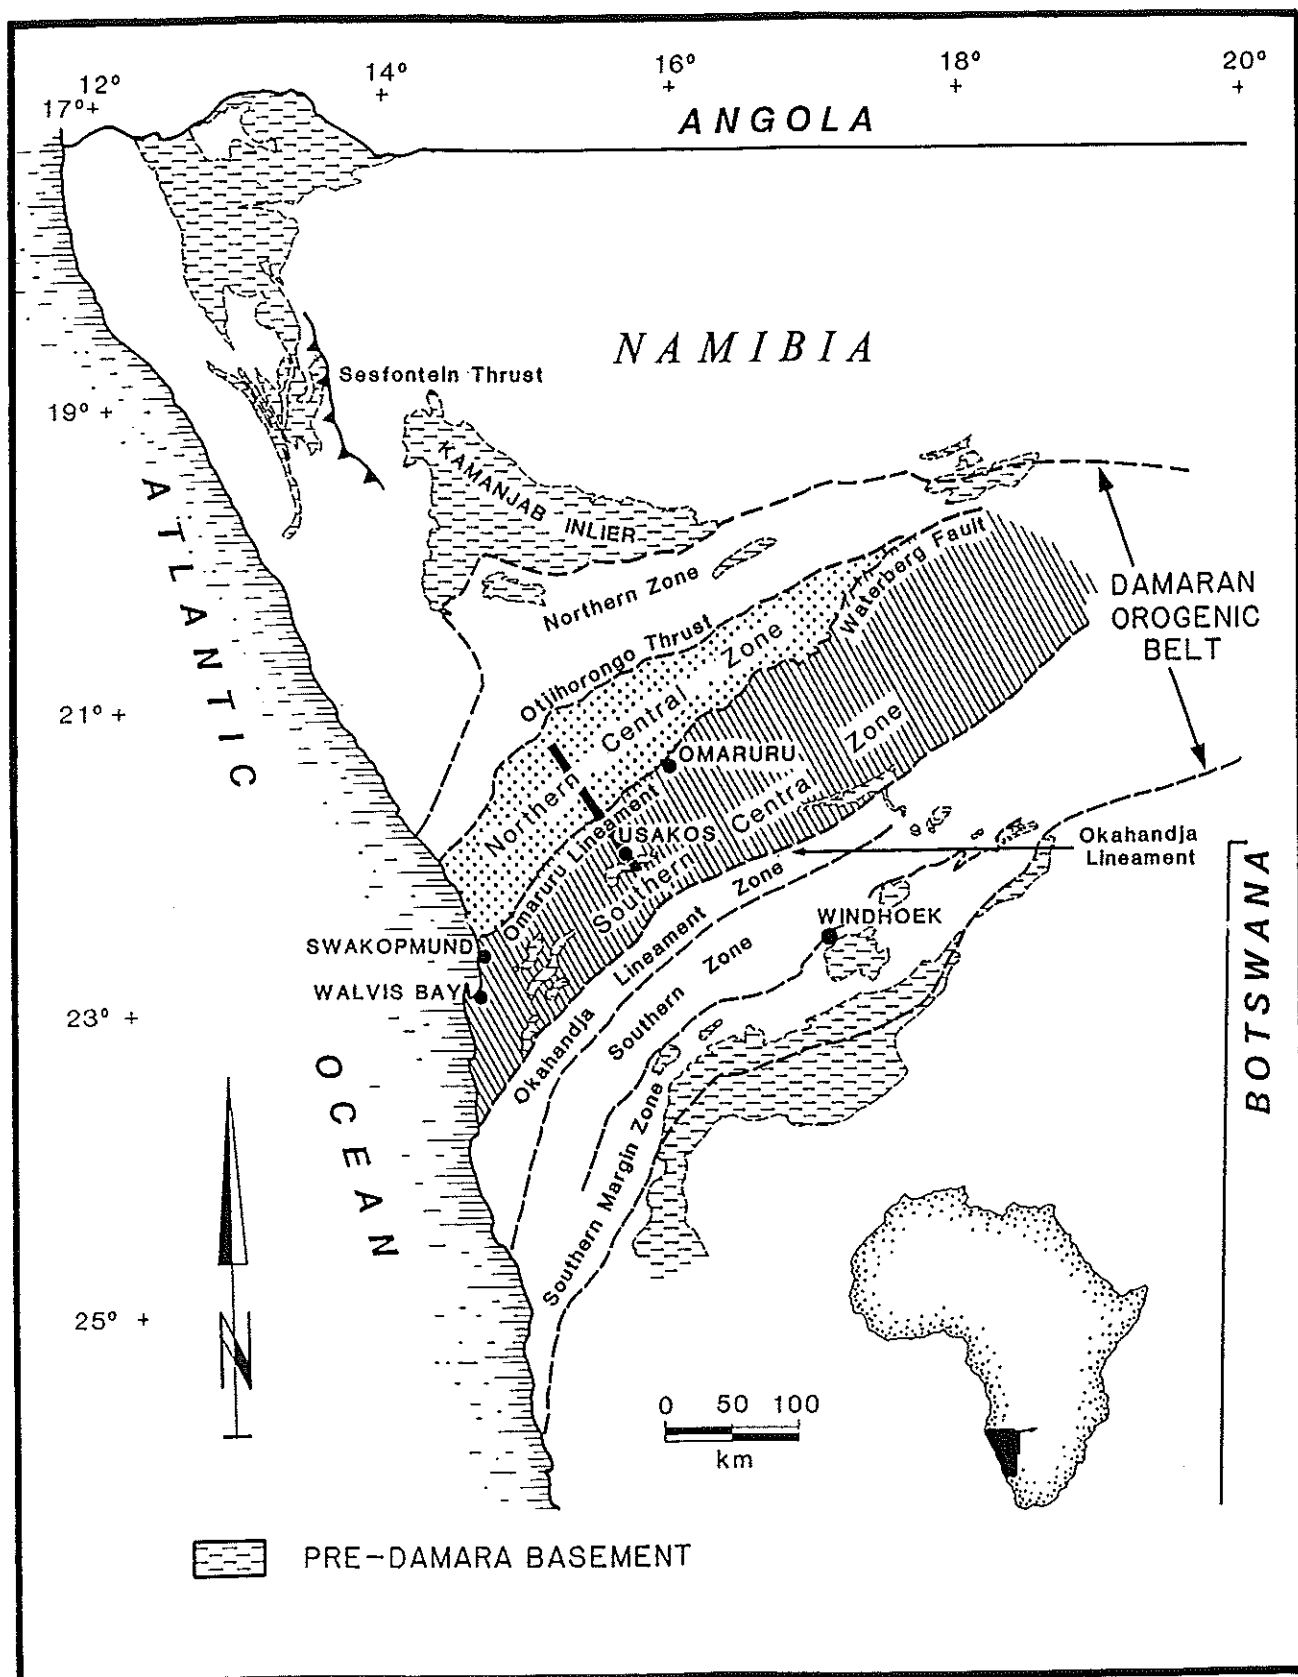 12° 14° 16° 18° 20°
17°
ANGOLA
NAMIBIA
Sesfontein Thrust
19°
KAMANJAB INLIER
ATLANTIC OCEAN
Northern Zone
Otjihorongo Thrust
Waterberg Fault
DAMARAN
OROGENIC
BELT
Northern Central Zone
21°
OMARURU
Omaruru Lineament
USAKOS
Southern Central Zone
Okahandja
Lineament
BOTSWANA
Okahandja Lineament Zone
WINDHOEK
SWAKOPMUND
WALVIS BAY
Southern Zone
23°
Southern Margin Zone
25°
N
0 50 100
km
PRE-DAMARA BASEMENT